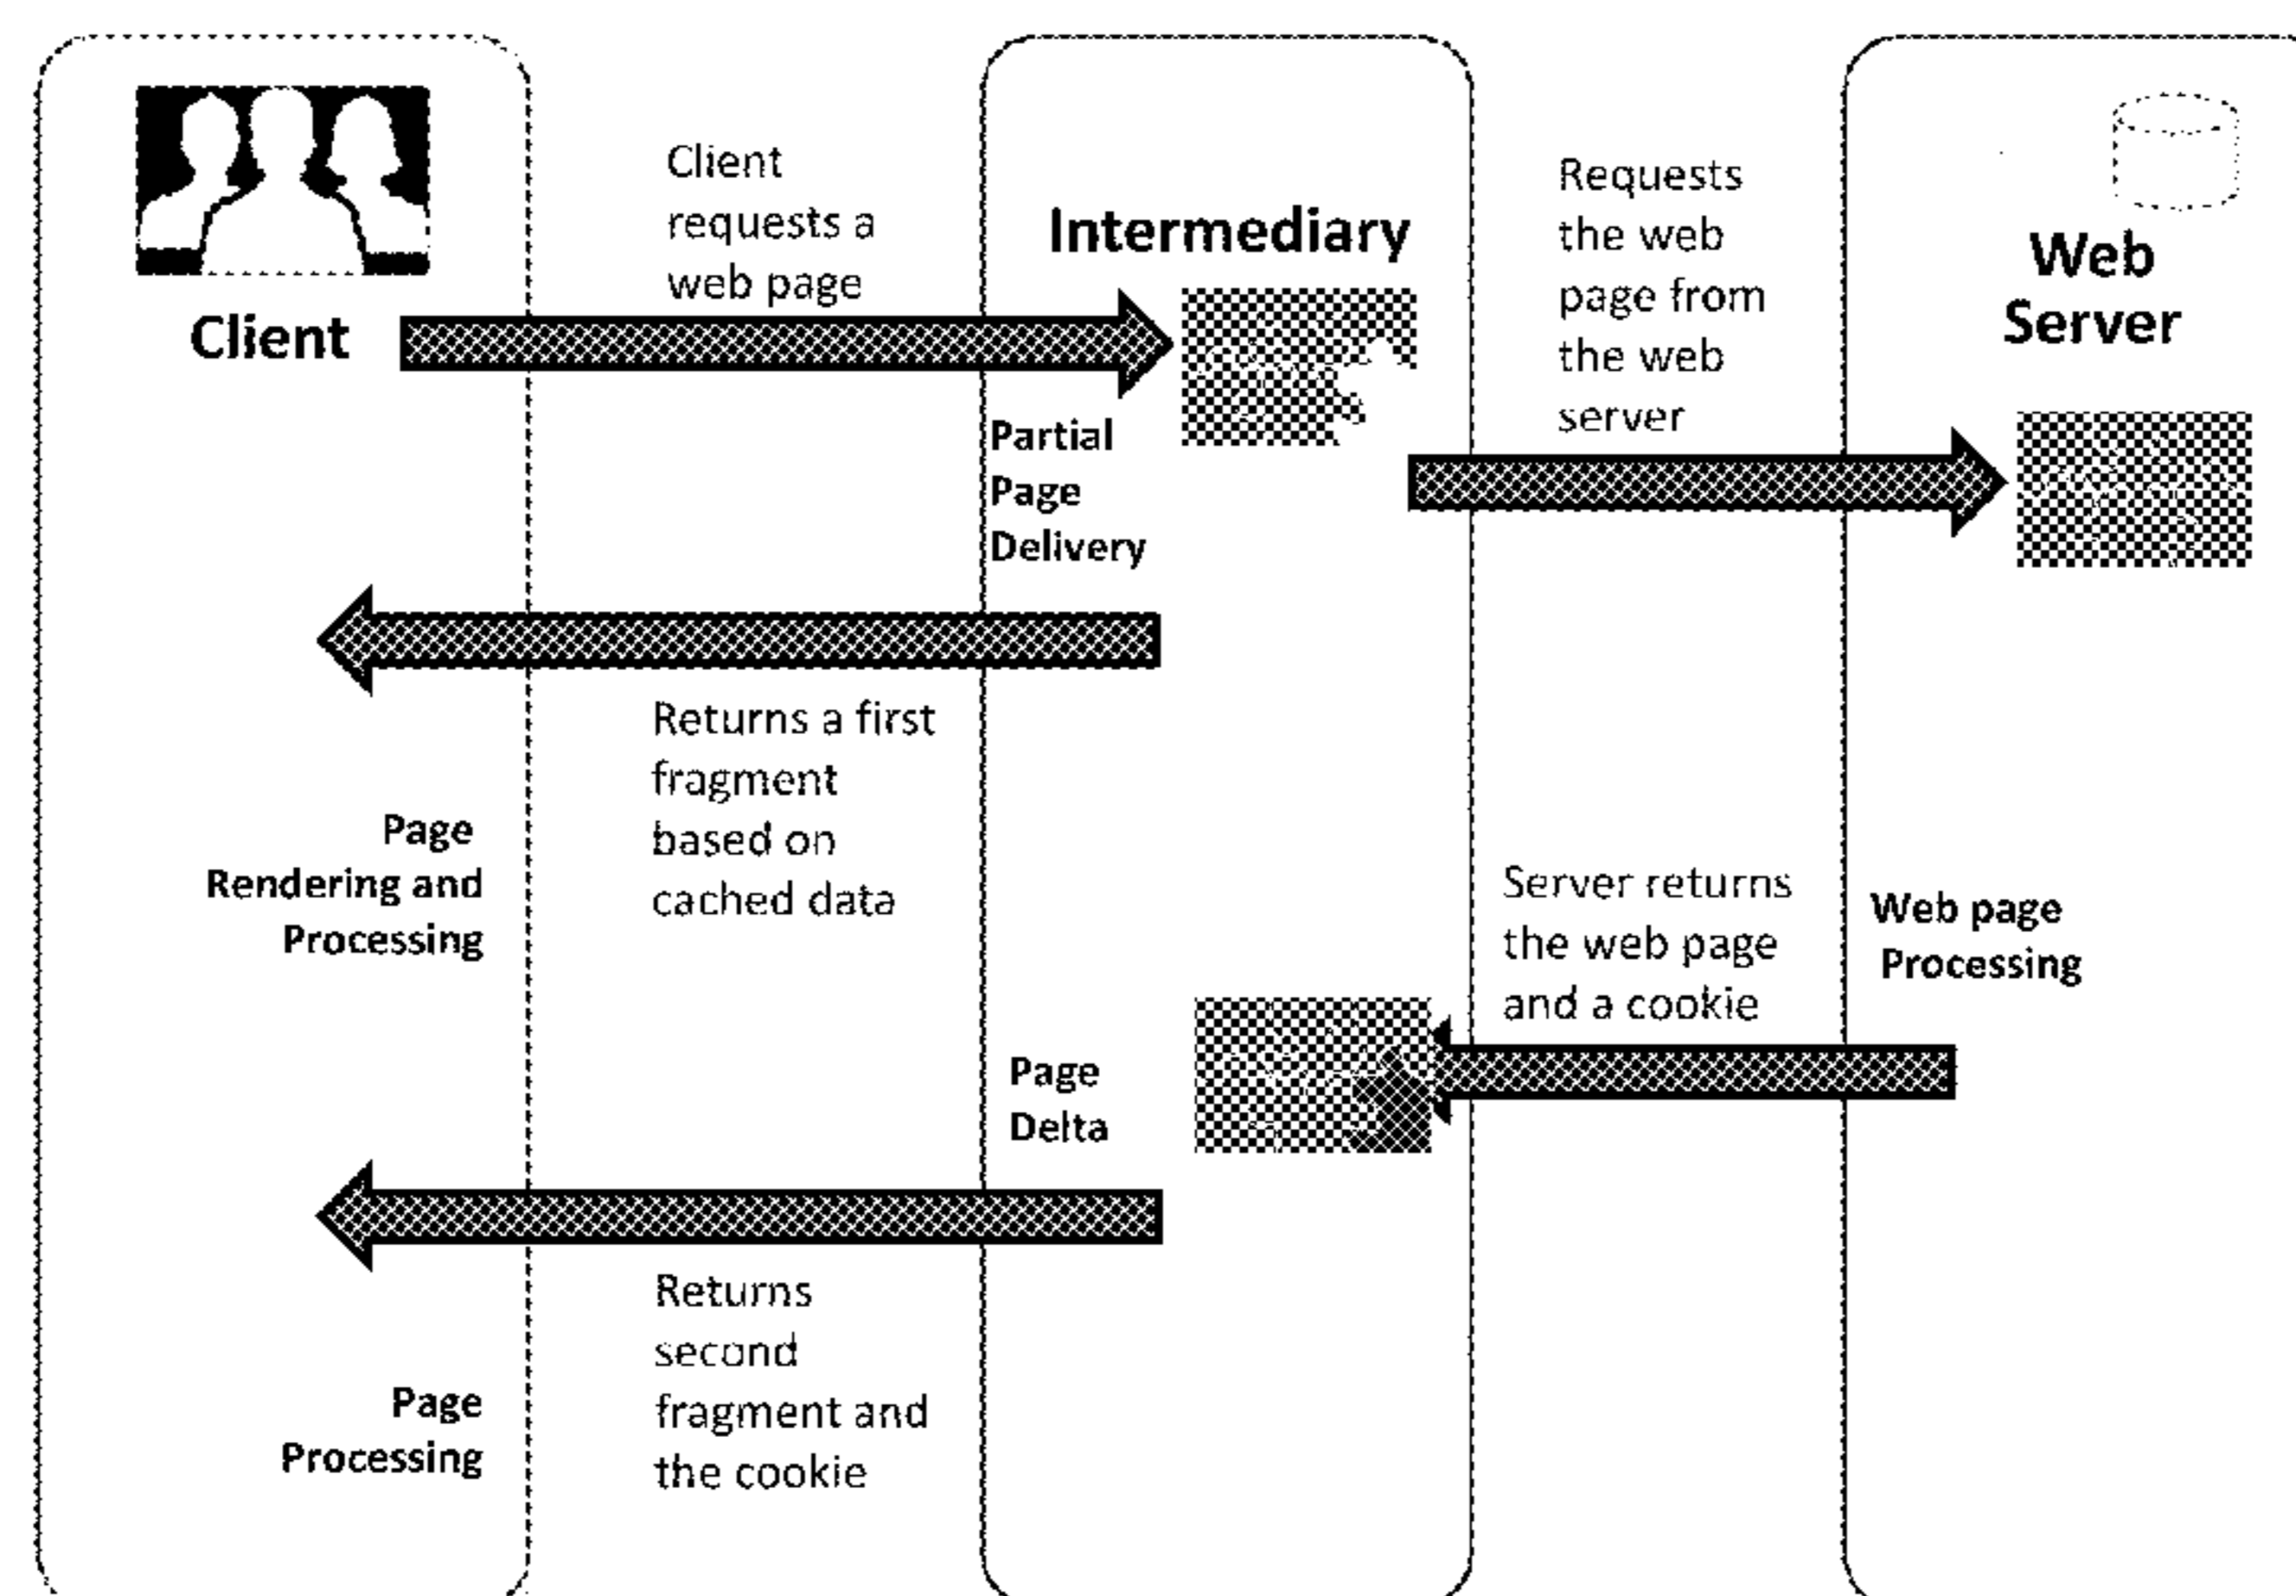 Client
Client
requests a
web page
Intermediary
Requests
the web
page from
the web
server
Web
Server
Partial
Page
Delivery
Returns a first
fragment
based on
cached data
Page
Rendering and
Processing
Server returns
the web page
and a cookie
Web page
Processing
Page
Delta
Returns
second
fragment and
the cookie
Page
Processing